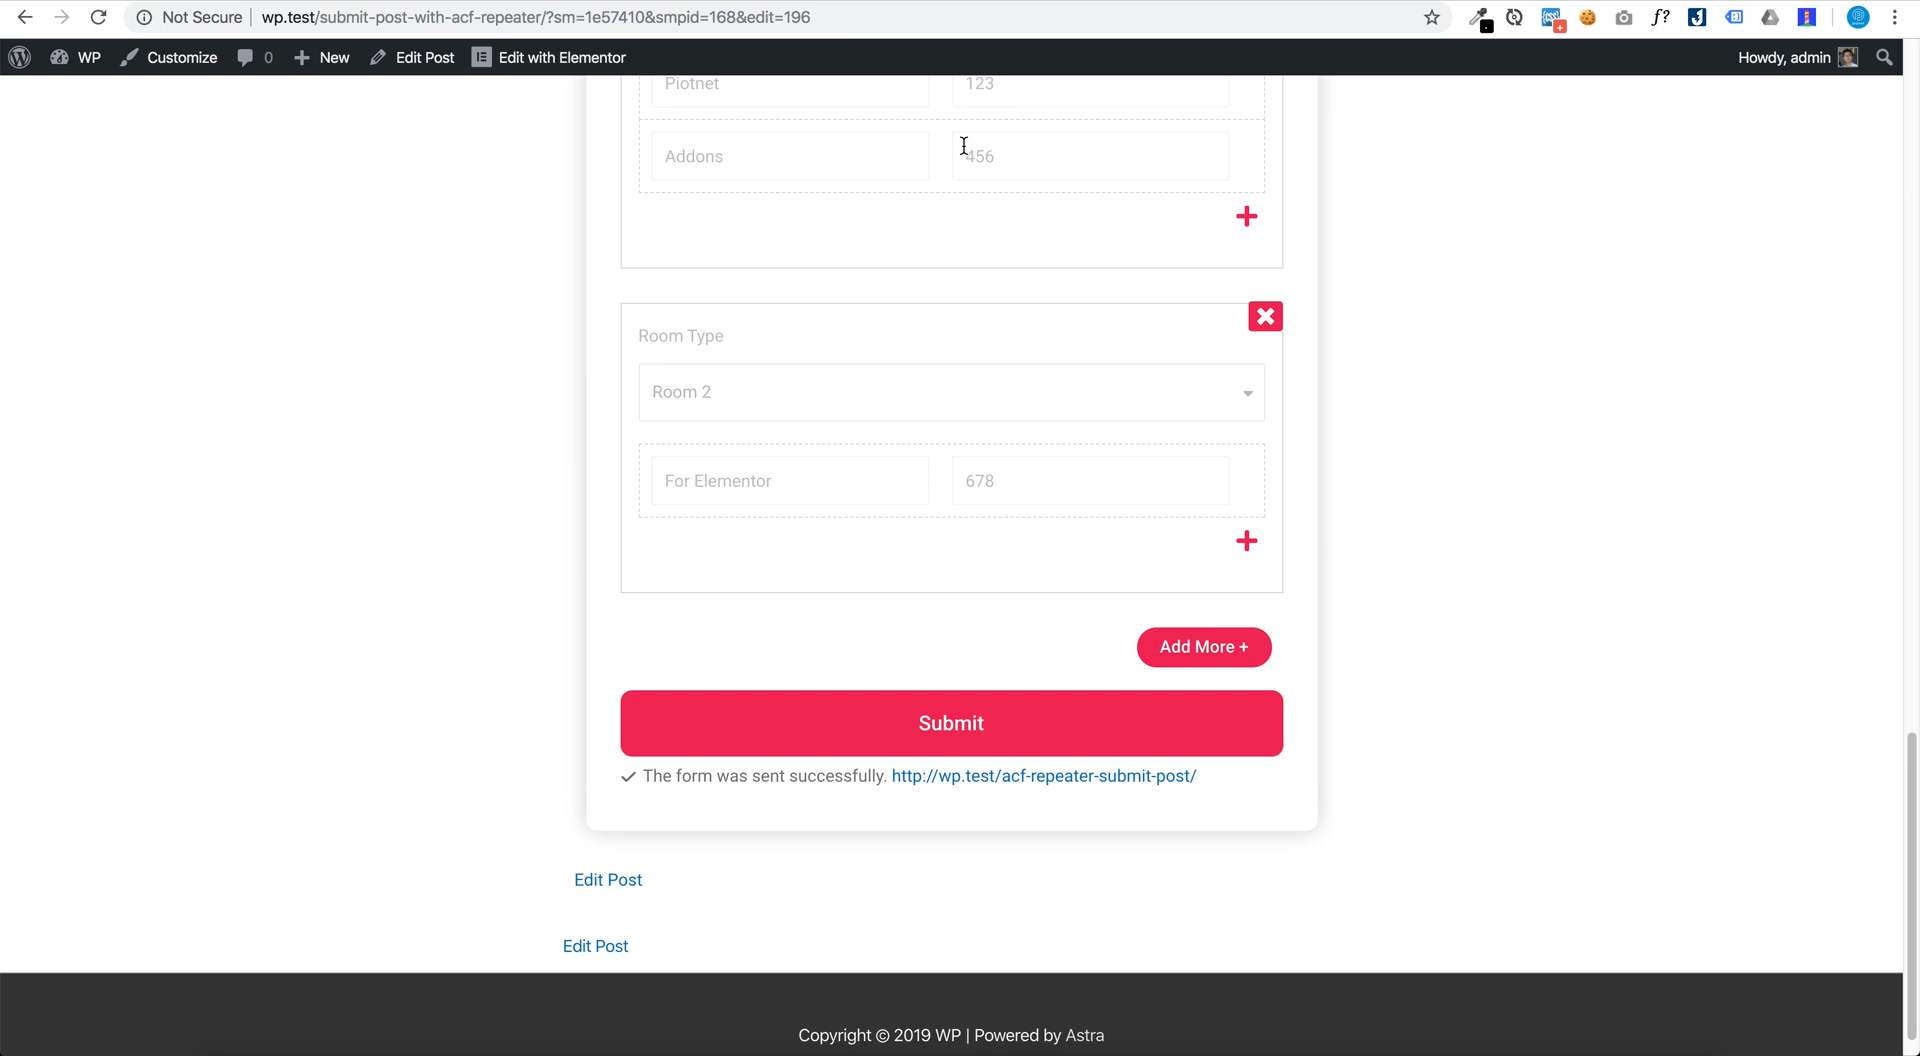 Not Secure wp.test/submit-post-with-acf-repeater/?sm=1e57410&smpid=168&edit=196
WP Customize 0 New Edit Post Edit with Elementor Howdy, admin
Piotnet 123
Addons 456
Room Type
Room 2
For Elementor 678
Add More +
Submit
The form was sent successfully. http://wp.test/acf-repeater-submit-post/
Edit Post
Edit Post
Copyright © 2019 WP | Powered by Astra